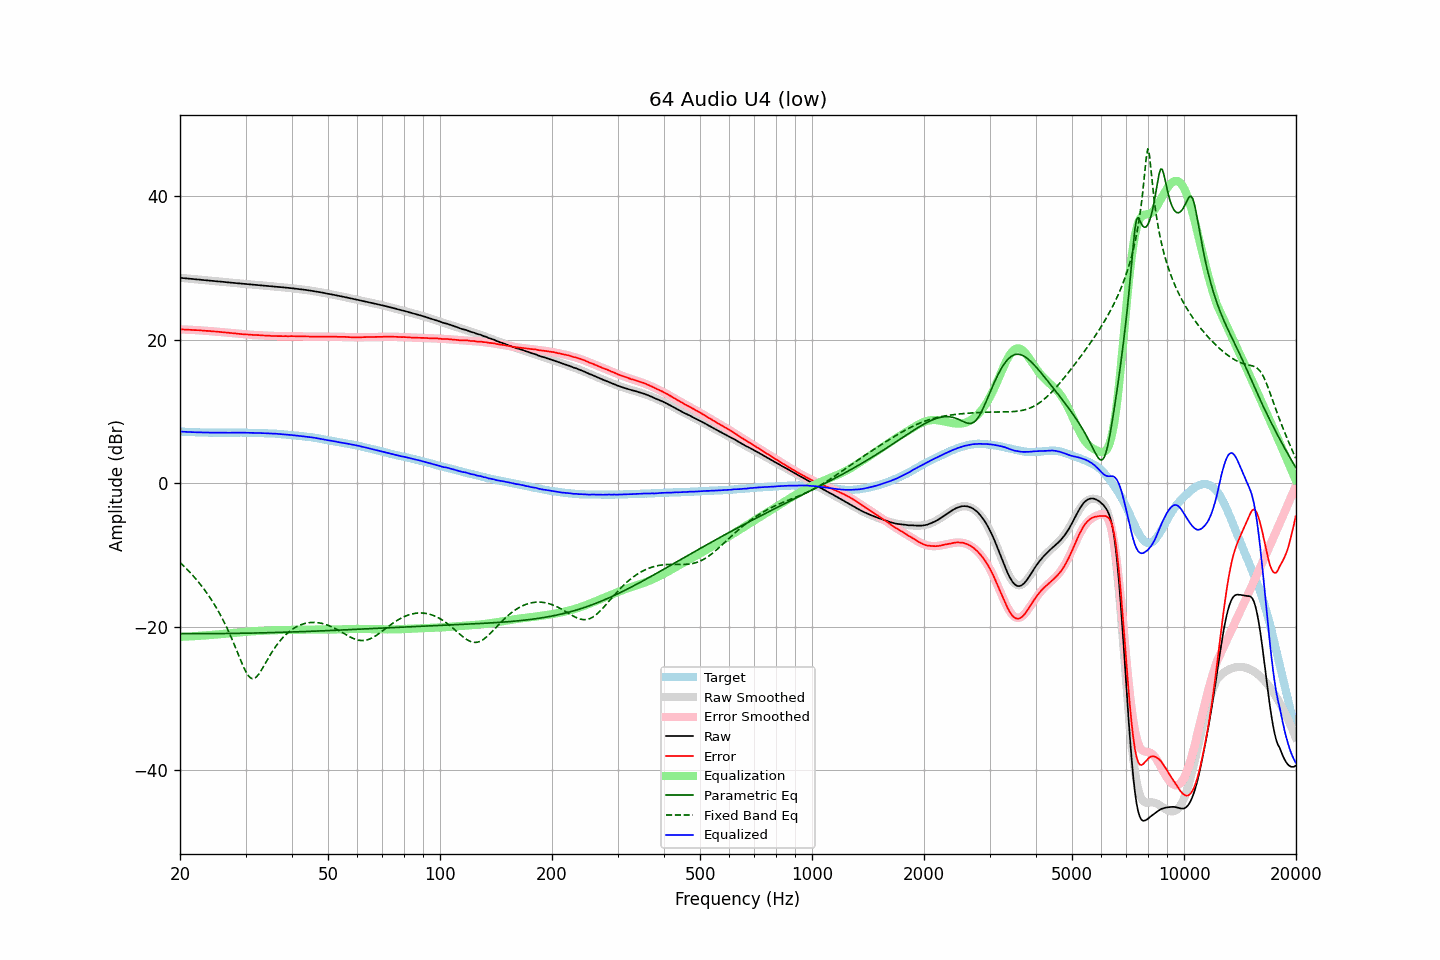 64 Audio U4 (low)
Amplitude (dBr)
40
20
0
−20
−40
20
50
100
200
500
1000
2000
5000
10000
20000
Frequency (Hz)
Target
Raw Smoothed
Error Smoothed
Raw
Error
Equalization
Parametric Eq
Fixed Band Eq
Equalized